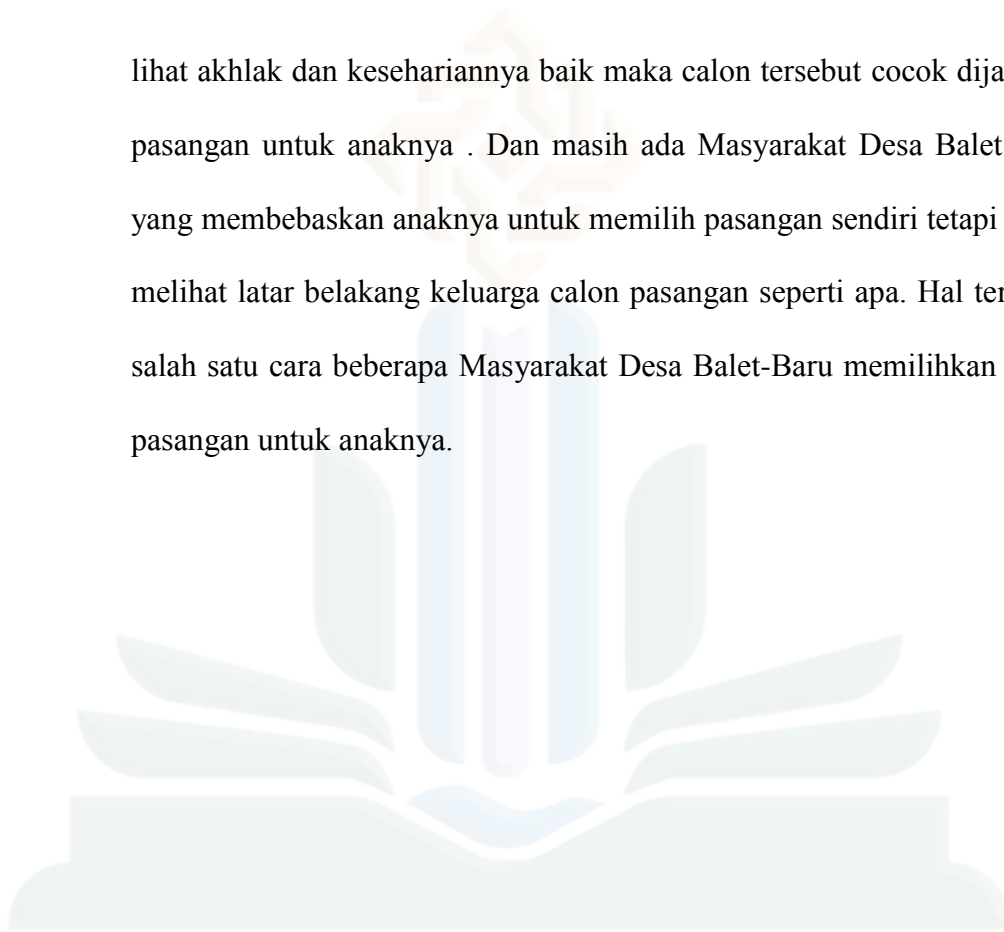 lihat akhlak dan kesehariannya baik maka calon tersebut cocok
pasangan untuk anaknya . Dan masih ada Masyarakat Desa Balet
yang membebaskan anaknya untuk memilih pasangan sendiri tetapi
melihat latar belakang keluarga calon pasangan seperti apa. Hal
salah satu cara beberapa Masyarakat Desa Balet-Baru memilihkan
pasangan untuk anaknya.